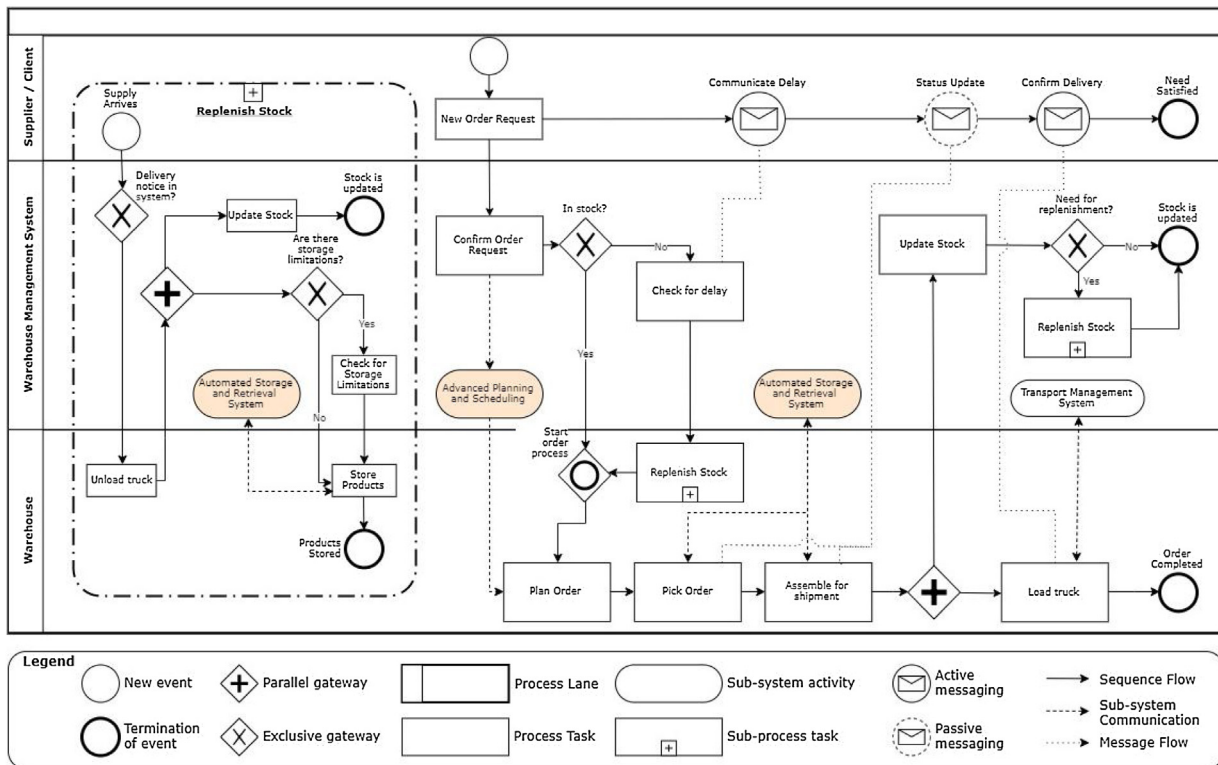 Supplier / Client
Supply
Arrives
Replenish Stock
New Order Request
Communicate Delay
Status Update
Confirm Delivery
Need
Satisfied
Warehouse Management System
Delivery
notice in
system?
Update Stock
Stock is
updated
Are there
storage
limitations?
Yes
Check for
Storage
Limitations
No
Automated Storage
and Retrieval
System
Confirm Order
Request
In stock?
No
Check for delay
Yes
Advanced Planning
and Scheduling
Automated Storage
and Retrieval
System
Update Stock
Need for
replenishment?
No
Stock is
updated
Yes
Replenish Stock
Transport Management
System
Warehouse
Unload truck
Store
Products
Products
Stored
Start
order
process
Replenish Stock
Plan Order
Pick Order
Assemble for
shipment
Load truck
Order
Completed
Legend
New event
Parallel gateway
Process Lane
Sub-system activity
Active
messaging
Sequence Flow
Termination
of event
Exclusive gateway
Process Task
Sub-process task
Passive
messaging
Sub-system
Communication
Message Flow